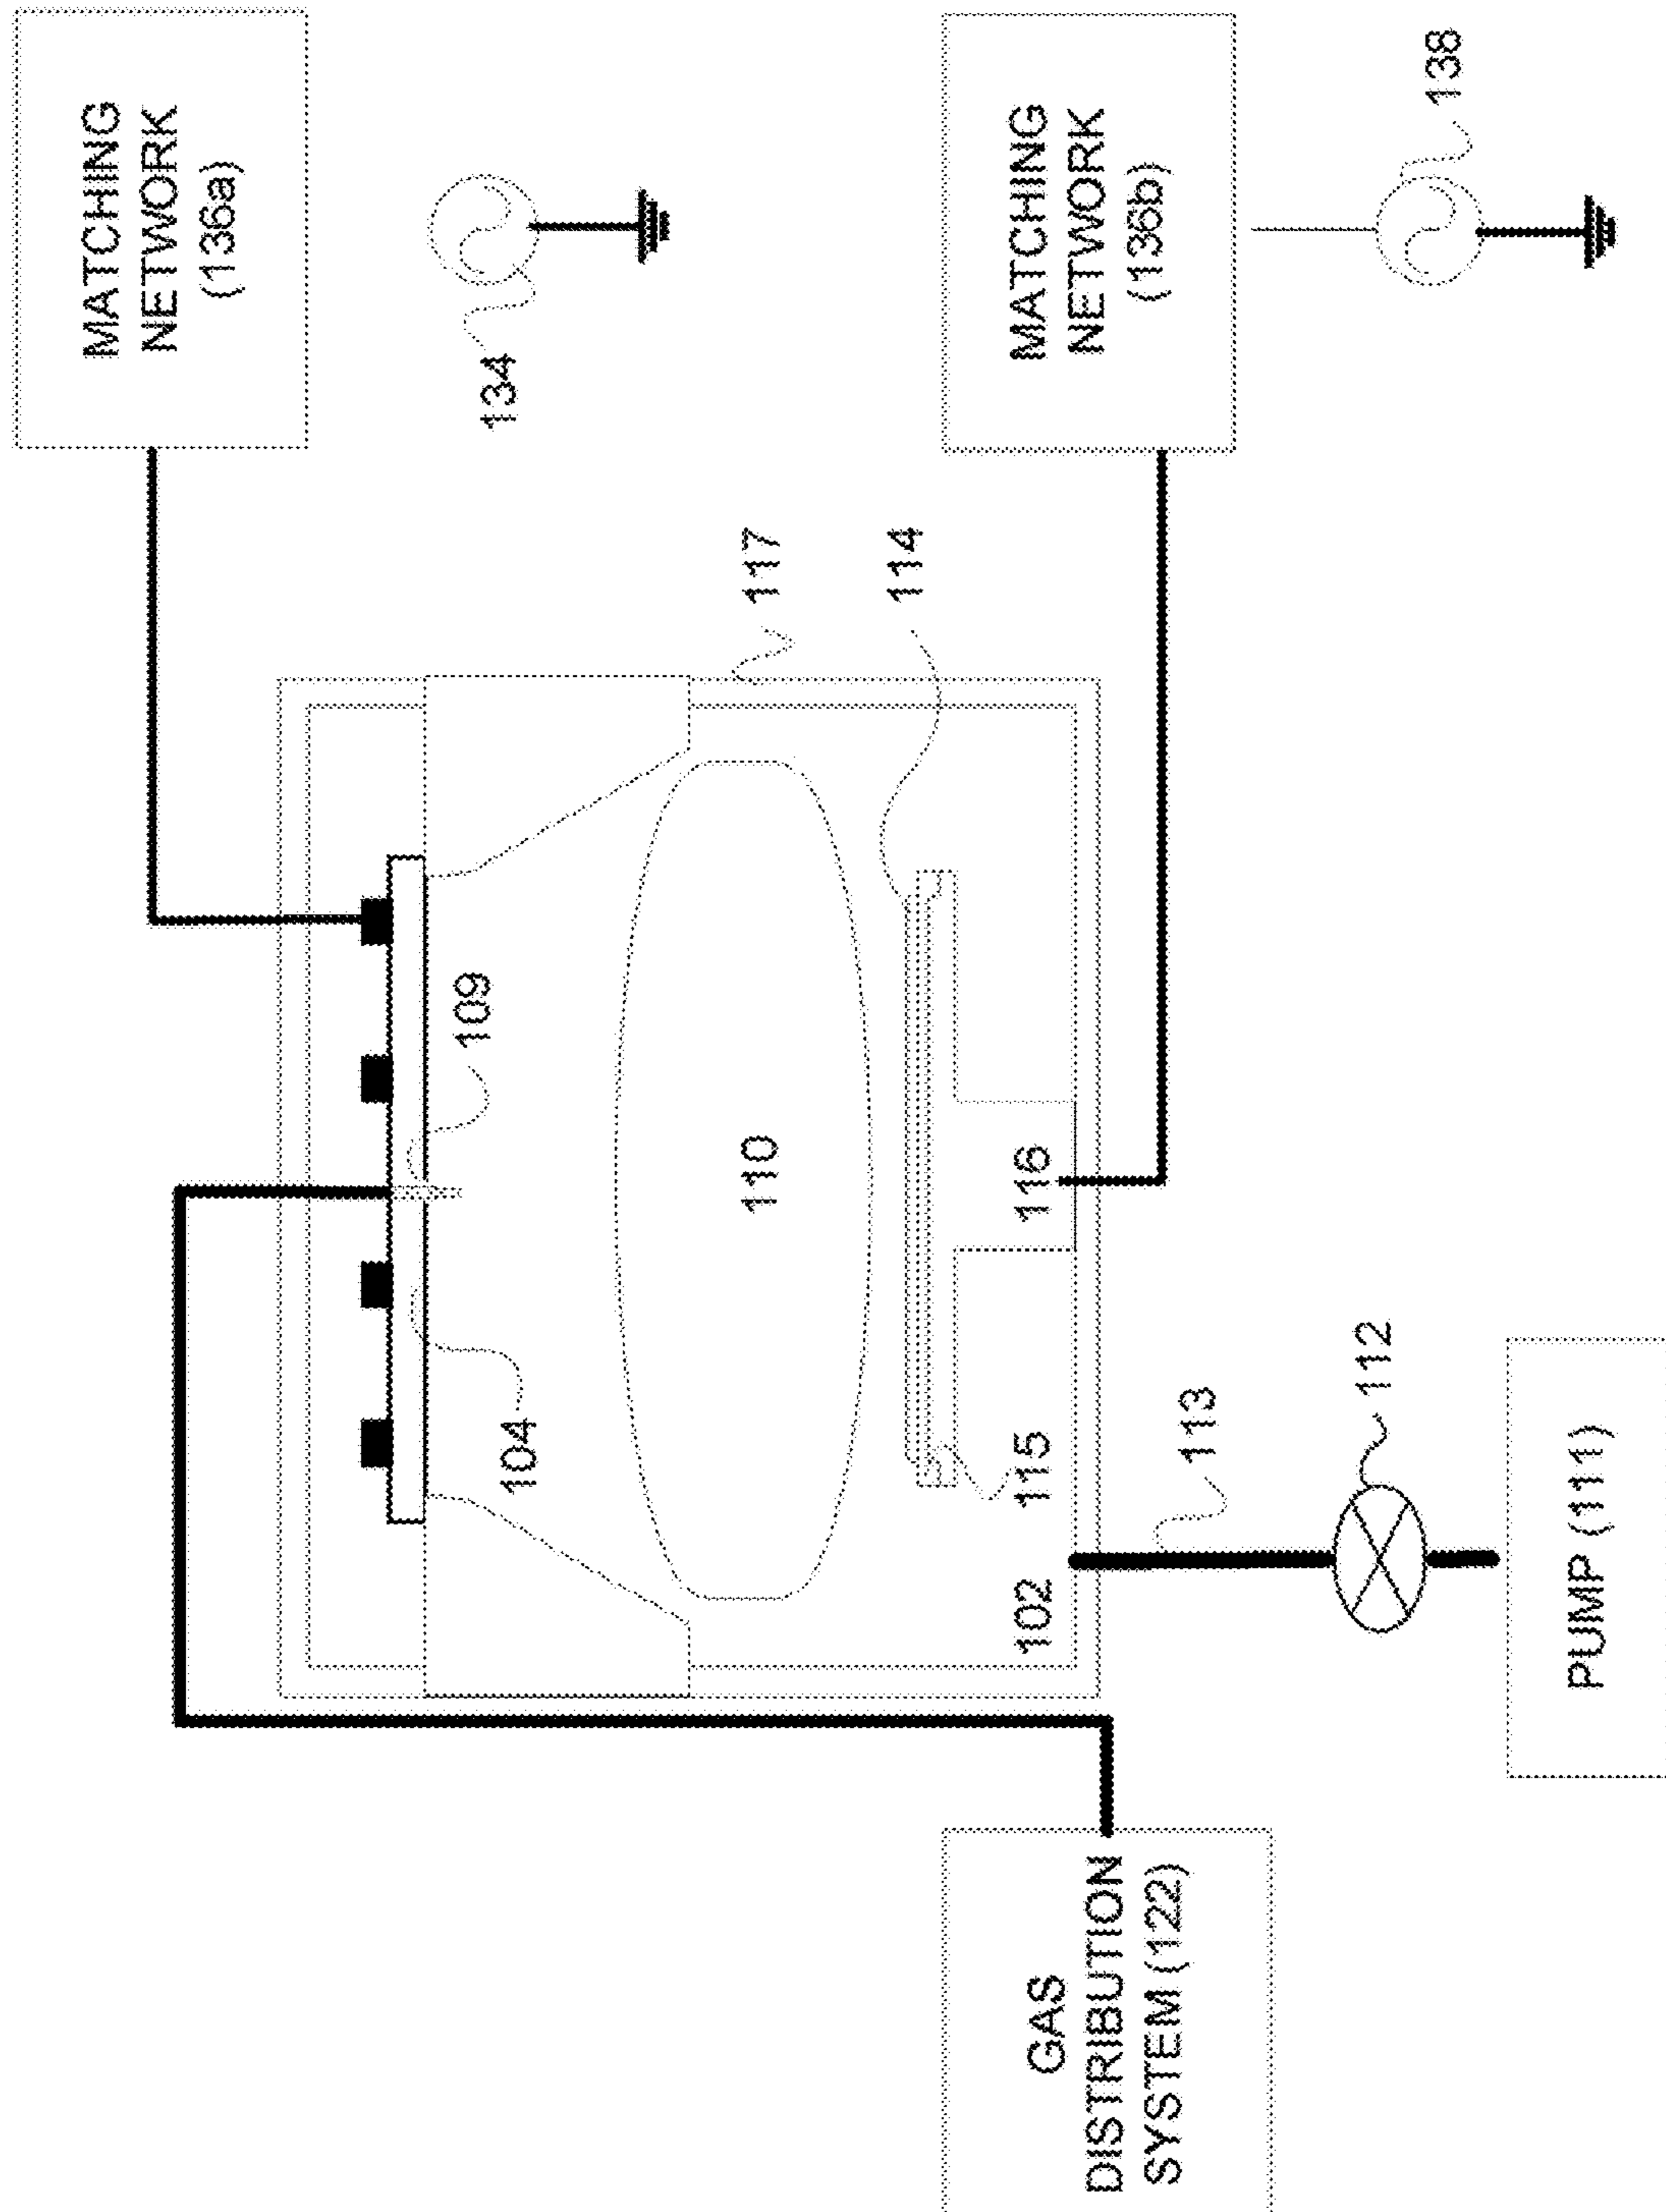 MATCHING
NETWORK
(136a)
109
134
104
110
117
114
102
115
116
MATCHING
NETWORK
(136b)
GAS
DISTRIBUTION
SYSTEM (122)
113
112
138
PUMP (111)